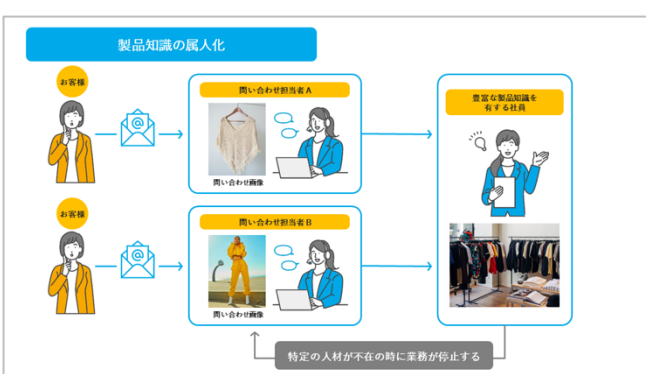 製品知識の属人化
お客様
問い合わせ担当者A
問い合わせ画像
豊富な製品知識を
有する社員
お客様
問い合わせ担当者B
問い合わせ画像
特定の人材が不在の時に業務が停止する